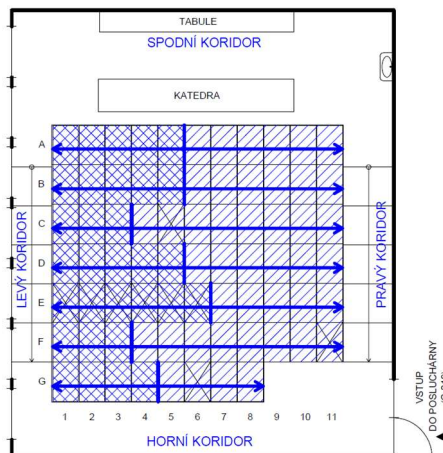 TABULE
SPODNÍ KORIDOR
KATEDRA
A
B
C
D
E
F
G
LEVÝ KORIDOR
PRAVÝ KORIDOR
1 2 3 4 5 6 7 8 9 10 11
HORNÍ KORIDOR
VSTUP
DO POSLUCHÁRNY